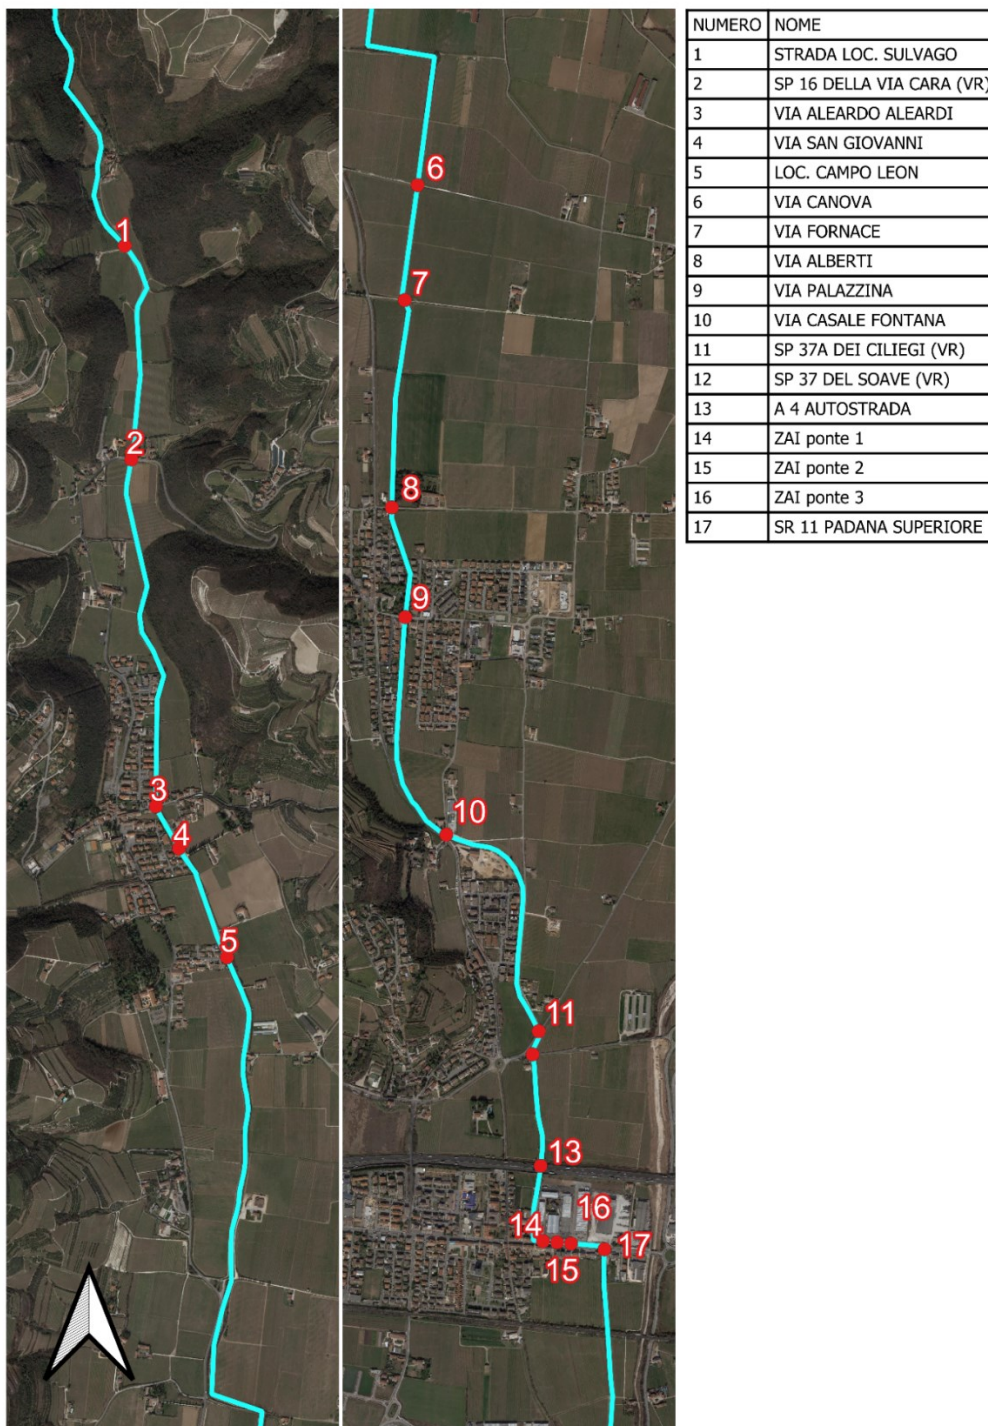 1
2
3
4
5
6
7
8
9
10
11
13
14
15
16
17
NUMERO NOME
1 STRADA LOC. SULVAGO
2 SP 16 DELLA VIA CARA (VR)
3 VIA ALEARDO ALEARDI
4 VIA SAN GIOVANNI
5 LOC. CAMPO LEON
6 VIA CANOVA
7 VIA FORNACE
8 VIA ALBERTI
9 VIA PALAZZINA
10 VIA CASALE FONTANA
11 SP 37A DEI CILIEGI (VR)
12 SP 37 DEL SOAVE (VR)
13 A 4 AUTOSTRADA
14 ZAI ponte 1
15 ZAI ponte 2
16 ZAI ponte 3
17 SR 11 PADANA SUPERIORE